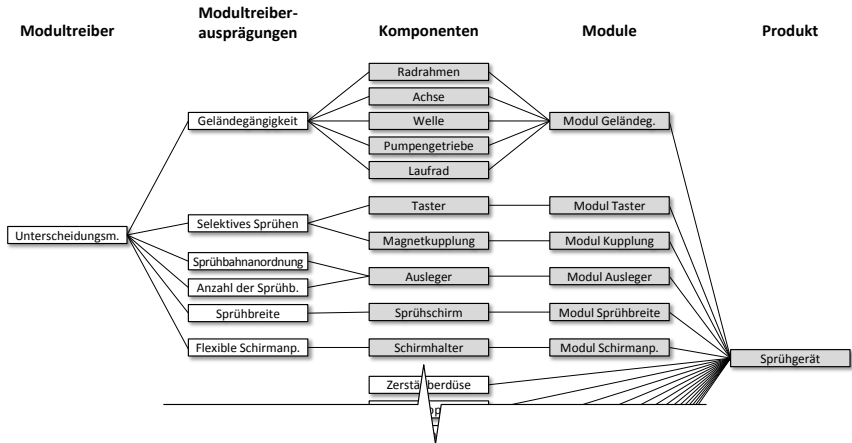 Modultreiber
Modultreiber-
ausprägungen
Komponenten
Module
Produkt
Radrahmen
Achse
Geländegängigkeit
Welle
Modul Geländeg.
Pumpengetriebe
Laufrad
Taster
Modul Taster
Selektives Sprühen
Unterscheidungsm.
Magnetkupplung
Modul Kupplung
Sprühbahnanordnung
Ausleger
Modul Ausleger
Anzahl der Sprühb.
Sprühbreite
Sprühschirm
Modul Sprühbreite
Flexible Schirmanp.
Schirmhalter
Modul Schirmanp.
Sprühgerät
Zerstäuberdüse